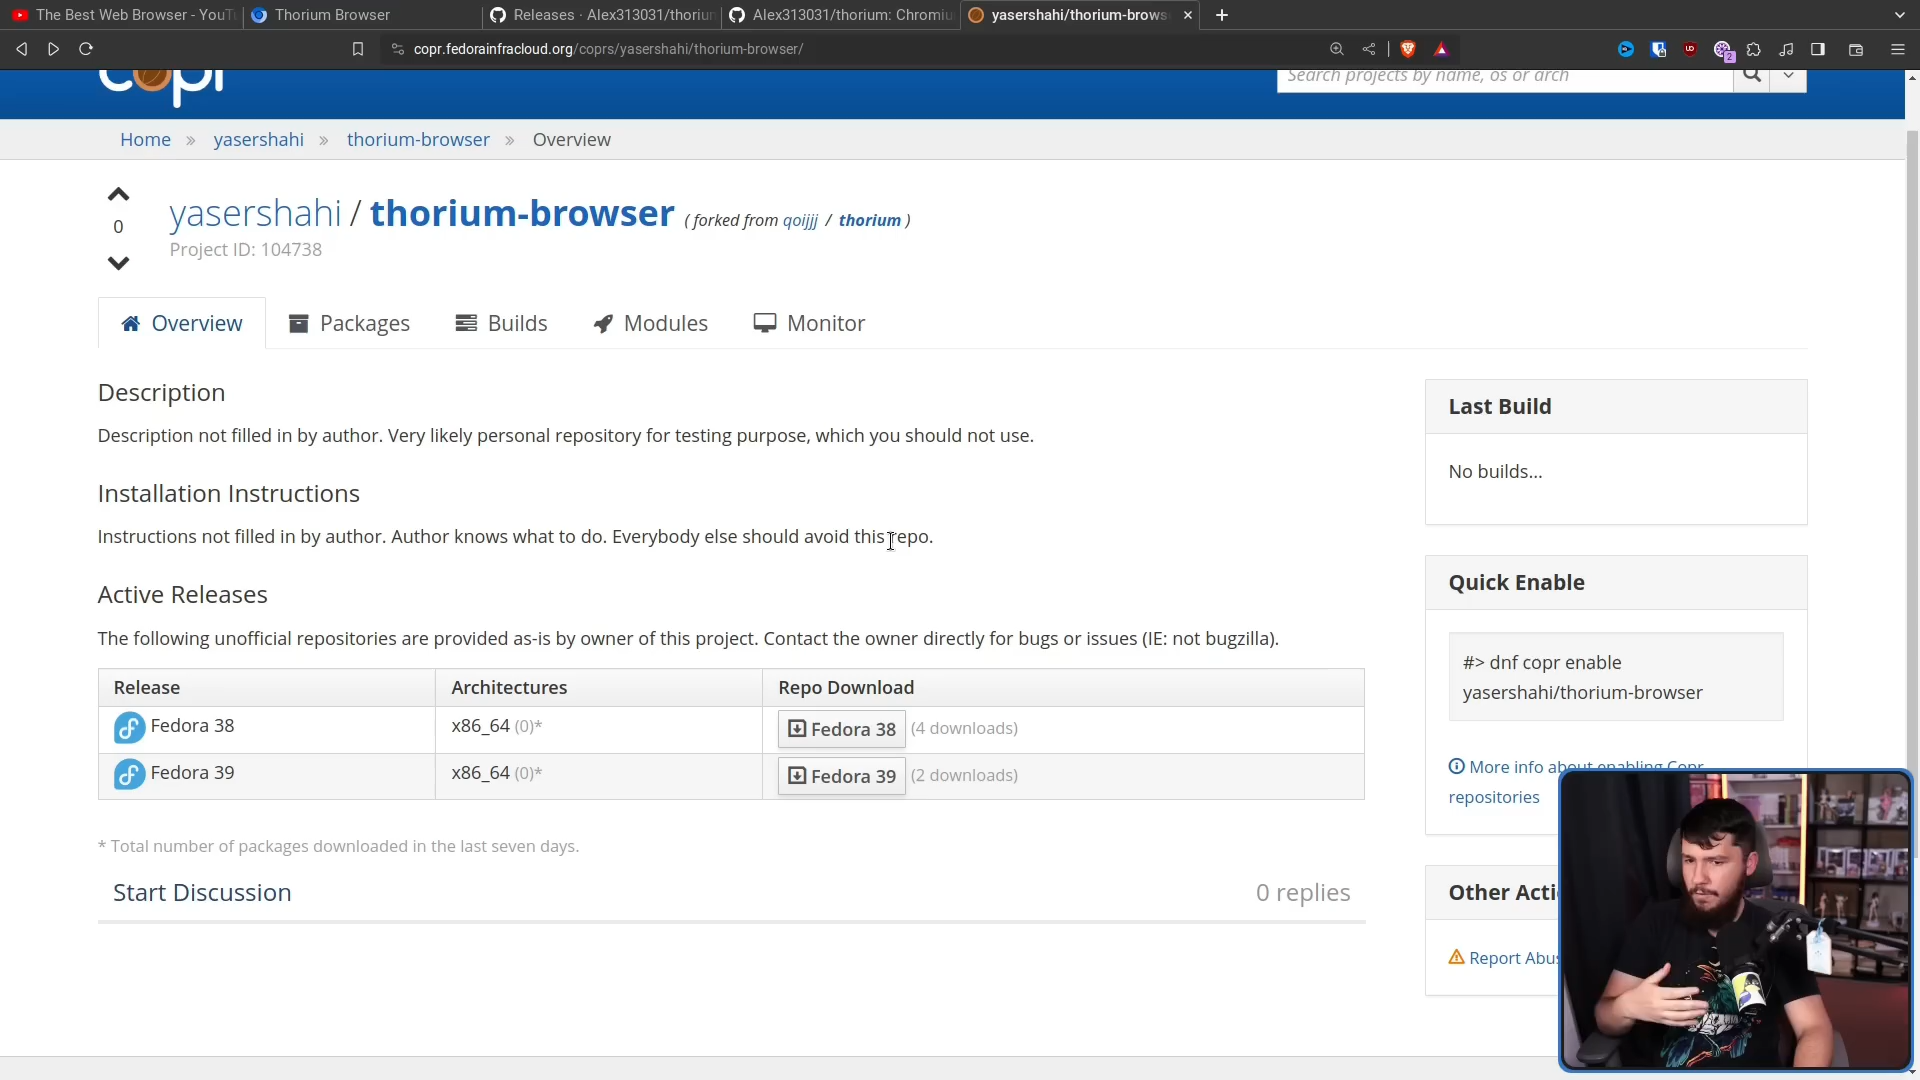 The Best Web Browser - YouT
Thorium Browser
Releases · Alex313031/thoriu
Alex313031/thorium: Chromiu
yasershahi/thorium-brows
copr.fedorainfracloud.org/coprs/yasershahi/thorium-browser/
2
copr
Search projects by name, os or arch
Home » yasershahi » thorium-browser » Overview
0
yasershahi / thorium-browser ( forked from qoijjj / thorium )
Project ID: 104738
Overview
Packages
Builds
Modules
Monitor
Description
Description not filled in by author. Very likely personal repository for testing purpose, which you should not use.
Installation Instructions
Instructions not filled in by author. Author knows what to do. Everybody else should avoid this repo.
Active Releases
The following unofficial repositories are provided as-is by owner of this project. Contact the owner directly for bugs or issues (IE: not bugzilla).
Release Architectures Repo Download
Fedora 38 x86_64 (0)* Fedora 38 (4 downloads)
Fedora 39 x86_64 (0)* Fedora 39 (2 downloads)
* Total number of packages downloaded in the last seven days.
Start Discussion 0 replies
Last Build
No builds...
Quick Enable
#> dnf copr enable
yasershahi/thorium-browser
More info about enabling Copr
repositories
Other Acti
Report Abus